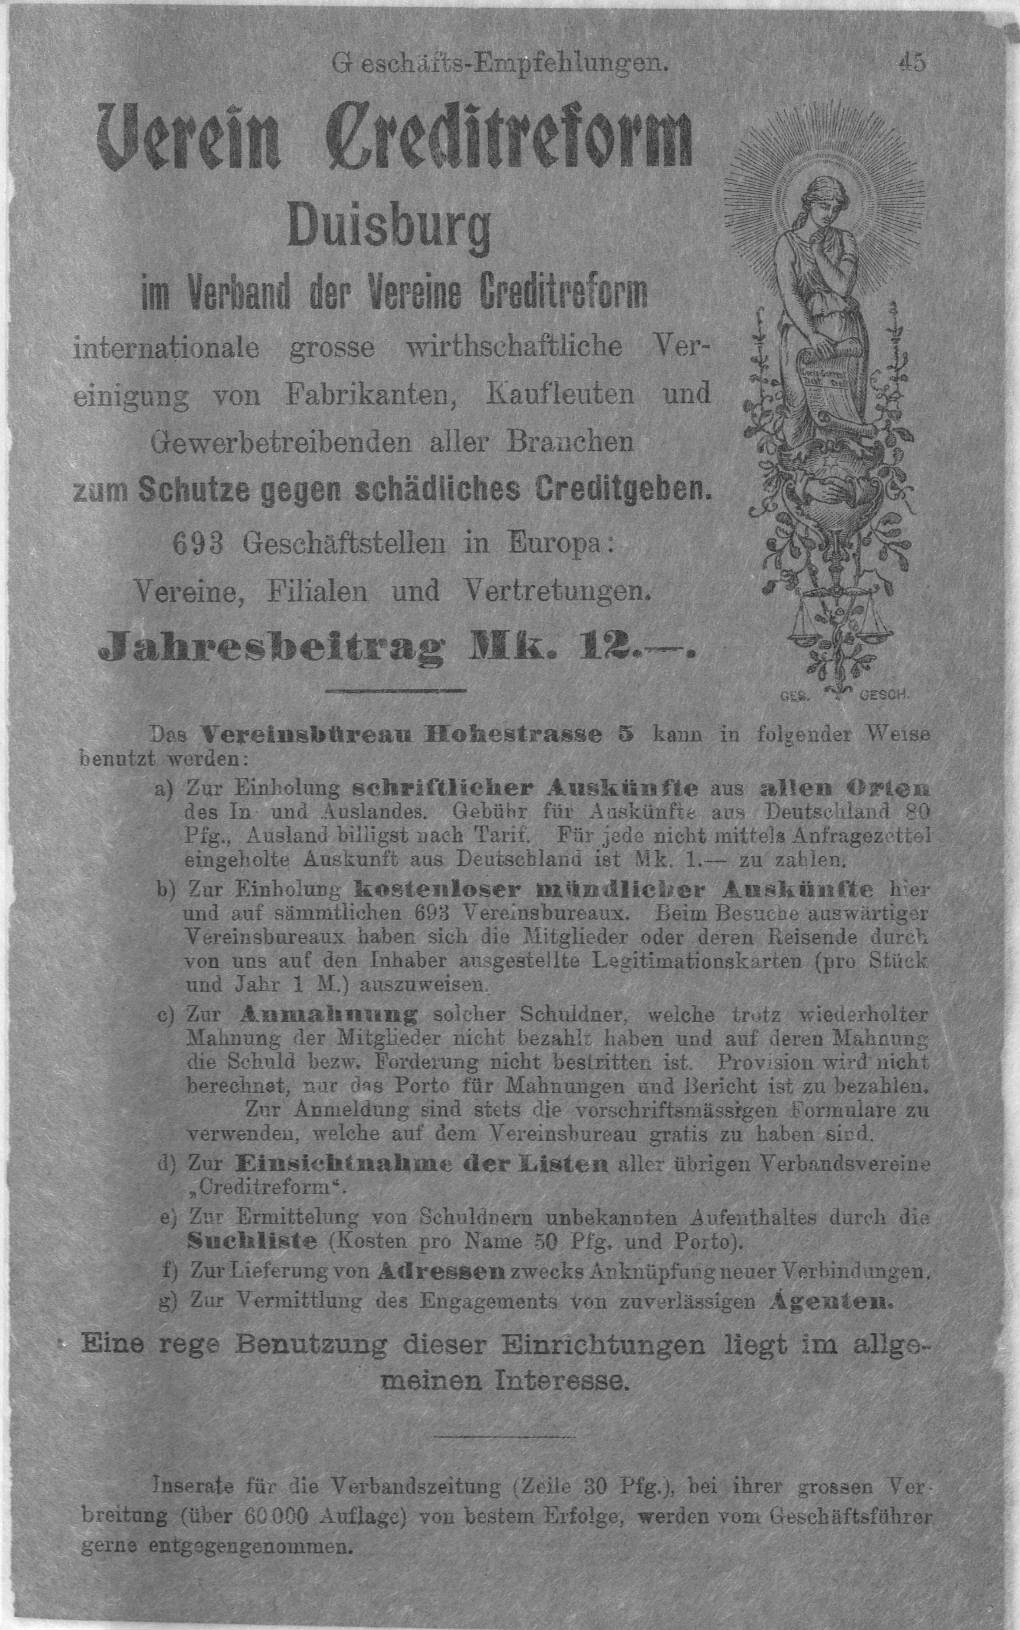 Geschäfts-Empfehlungen. 45
Verein Creditreform
Duisburg
im Verband der Vereine Creditreform
internationale grosse wirthschaftliche Ver-
einigung von Fabrikanten, Kaufleuten und
Gewerbetreibenden aller Branchen
zum Schutze gegen schädliches Creditgeben.
693 Geschäftstellen in Europa:
Vereine, Filialen und Vertretungen.
Jahresbeitrag Mk. 12.—.
GES. GESCH.
Das Vereinsbüreau Hohestrasse 5 kann in folgender Weise
benutzt werden:
a) Zur Einholung schriftlicher Auskünfte aus allen Orten
des In- und Auslandes. Gebühr für Auskünfte aus Deutschland 80
Pfg., Ausland billigst nach Tarif. Für jede nicht mittels Anfragezettel
eingeholte Auskunft aus Deutschland ist Mk. 1.— zu zahlen.
b) Zur Einholung kostenloser mündlicher Auskünfte hier
und auf sämmtlichen 693 Vereinsbureaux. Beim Besuche auswärtiger
Vereinsbureaux haben sich die Mitglieder oder deren Reisende durch
von uns auf den Inhaber ausgestellte Legitimationskarten (pro Stück
und Jahr 1 M.) auszuweisen.
c) Zur Anmahnung solcher Schuldner, welche trotz wiederholter
Mahnung der Mitglieder nicht bezahlt haben und auf deren Mahnung
die Schuld bezw. Forderung nicht bestritten ist. Provision wird nicht
berechnet, nur das Porto für Mahnungen und Bericht ist zu bezahlen.
Zur Anmeldung sind stets die vorschriftsmässigen Formulare zu
verwenden, welche auf dem Vereinsbureau gratis zu haben sind.
d) Zur Einsichtnahme der Listen aller übrigen Verbandsvereine
„Creditreform“.
e) Zur Ermittelung von Schuldnern unbekannten Aufenthaltes durch die
Suchliste (Kosten pro Name 50 Pfg. und Porto).
f) Zur Lieferung von Adressen zwecks Anknüpfung neuer Verbindungen.
g) Zur Vermittlung des Engagements von zuverlässigen Agenten.
Eine rege Benutzung dieser Einrichtungen liegt im allge-
meinen Interesse.
Inserate für die Verbandszeitung (Zeile 30 Pfg.), bei ihrer grossen Ver-
breitung (über 60000 Auflage) von bestem Erfolge, werden vom Geschäftsführer
gerne entgegengenommen.